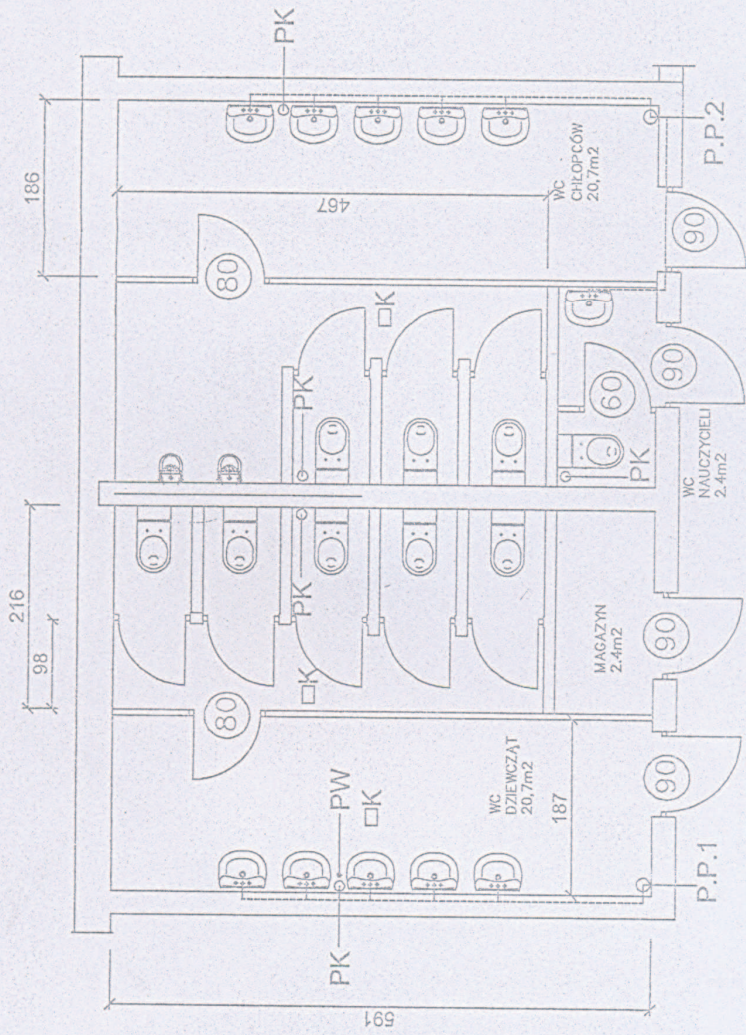 186
216
98
80
PK
467
WC
CHŁOPCÓW
20,7m2
P.P.2
90
K
PK
60
90
WC
NAUCZYCIELI
2.4m2
PK
PK
K
MAGAZYN
2.4m2
90
80
PW
K
WC
DZIEWCZĄT
20,7m2
187
90
PK
P.P.1
591